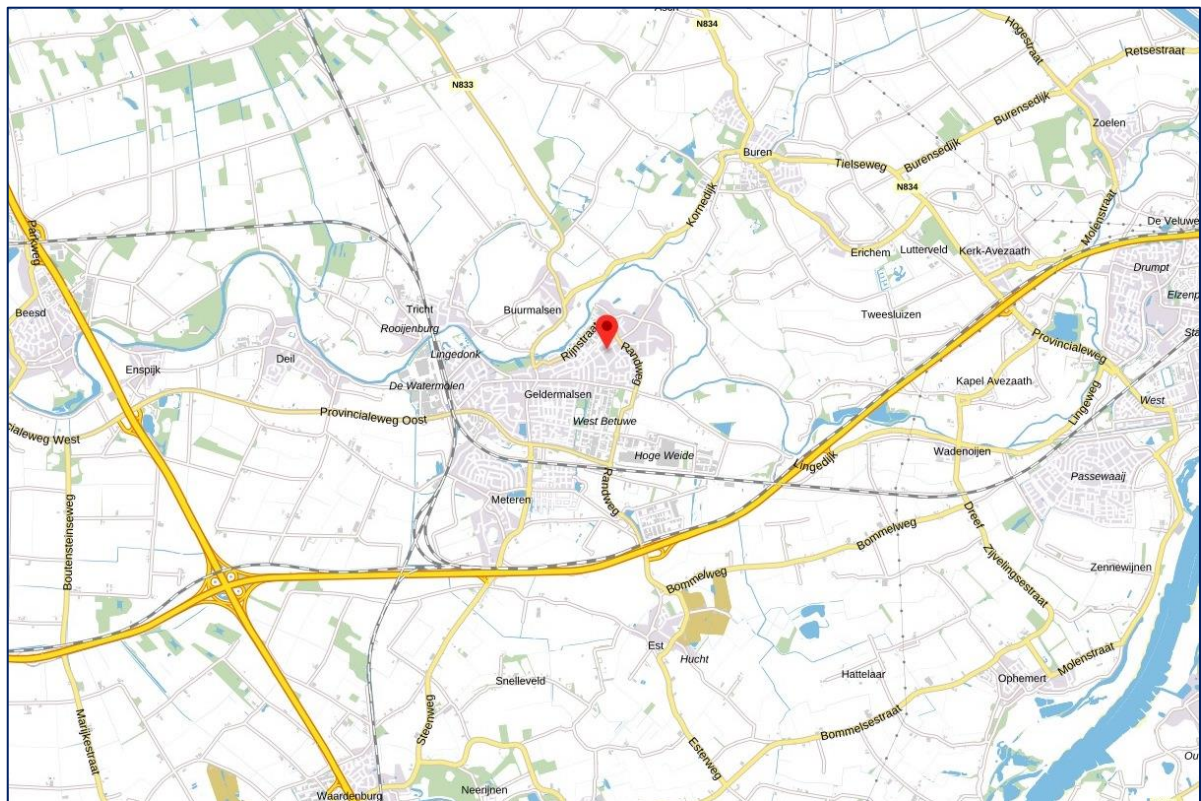 N834
Hogestraat
Retsestraat
N833
Burensedijk
Zoelen
Buren
Tielseweg
Burensedijk
N834
Kornedijk
Molenstraat
De Veluwe
Parkweg
Erichem
Lutterveld
Kerk-Avezaath
Drumpt
Beesd
Tricht
Buurmalsen
Rooijenburg
Tweesluizen
Rijnstraat
Randweg
Provincialeweg
Enspijk
Deil
Lingedonk
De Watermolen
Geldermalsen
Kapel Avezaath
Lingeweg
West
Provincialeweg Oost
West Betuwe
cialeweg West
Hoge Weide
Lingedijk
Wadenoijen
Passewaaij
Boutensteinseweg
Meteren
Randweg
Dreef
Bommelweg
Zijvelingsestraat
Zennewijnen
Bommelweg
Est
Hucht
Molenstraat
Snelleveld
Hattelaar
Ophemert
Marijkestraat
Steenweg
Bommelsestraat
Esterweg
Neerijnen
Waardenburg